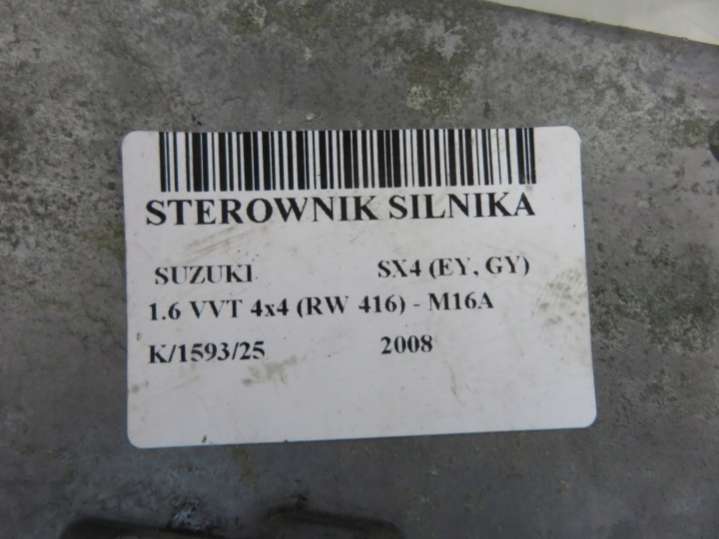 STEROWNIK SILNIKA
SUZUKI SX4 (EY, GY)
1.6 VVT 4x4 (RW 416) - M16A
K/1593/25 2008